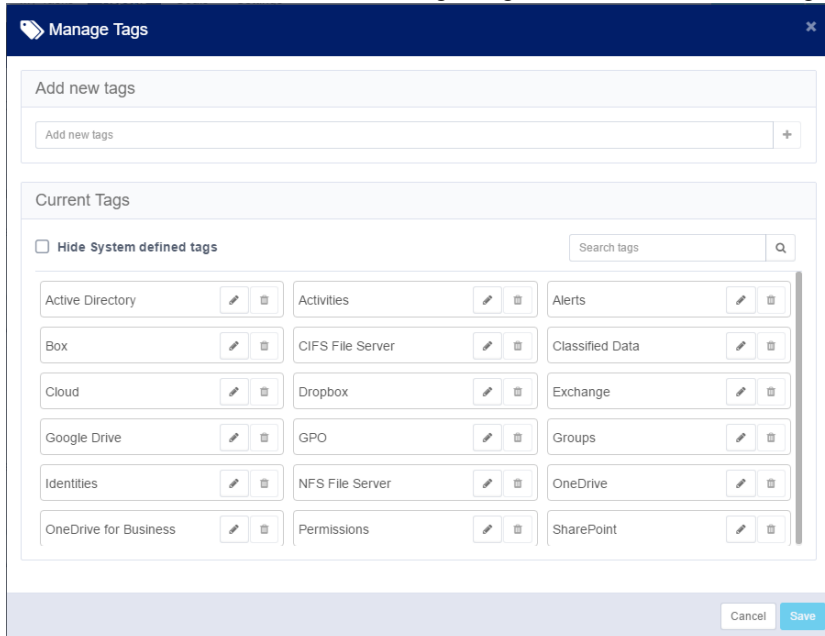 Manage Tags
Add new tags
Add new tags
Current Tags
Hide System defined tags
Search tags
Active Directory Activities Alerts
Box CIFS File Server Classified Data
Cloud Dropbox Exchange
Google Drive GPO Groups
Identities NFS File Server OneDrive
OneDrive for Business Permissions SharePoint
Cancel Save